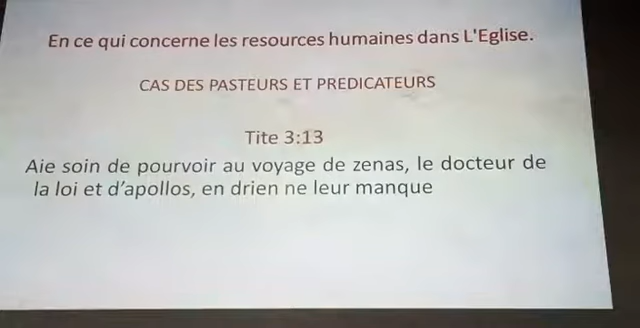 En ce qui concerne les resources humaines dans L'Eglise.
CAS DES PASTEURS ET PREDICATEURS
Tite 3:13
Aie soin de pourvoir au voyage de zenas, le docteur de
la loi et d'apollos, en drien ne leur manque